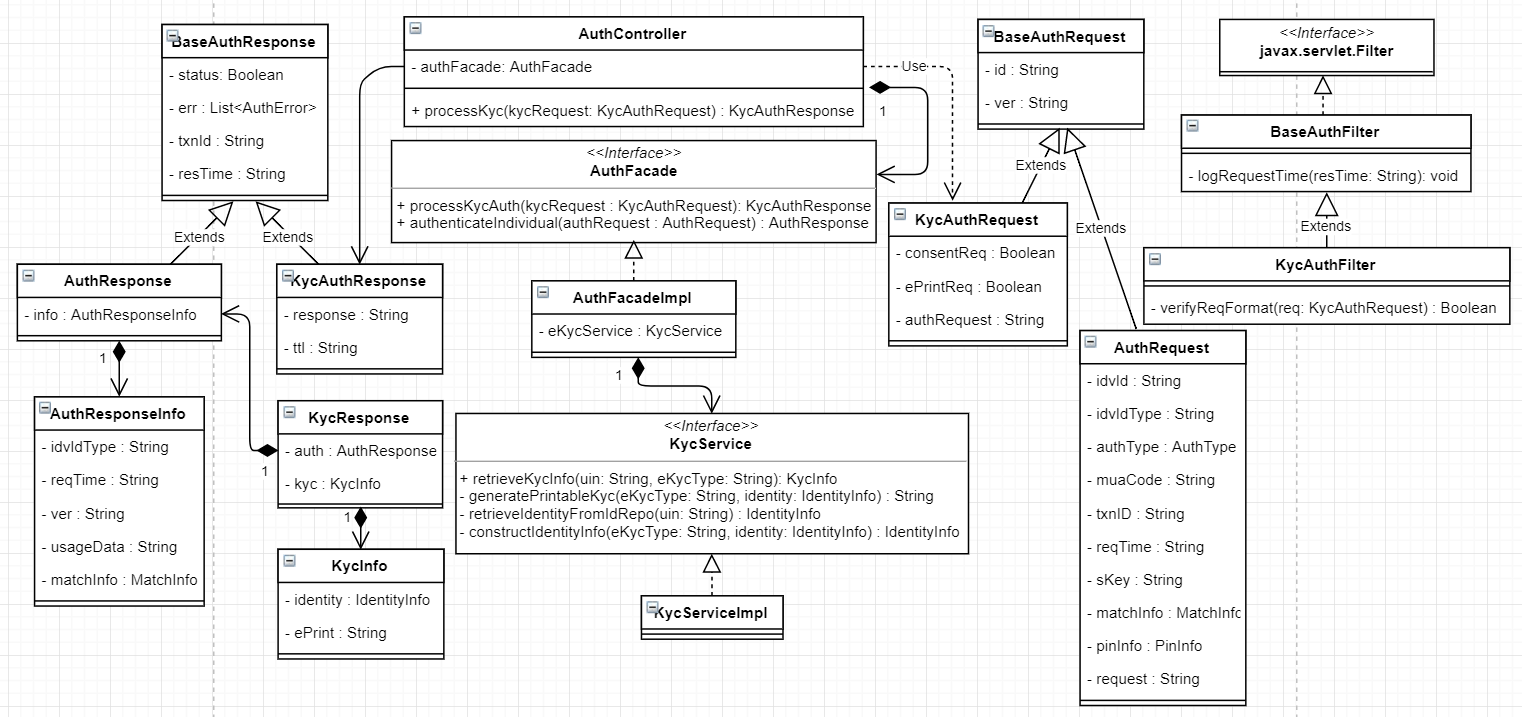 BaseAuthResponse
- status: Boolean
- err : List<AuthError>
- txnId : String
- resTime : String
Extends
Extends
AuthController
- authFacade: AuthFacade
+ processKyc(kycRequest: KycAuthRequest) : KycAuthResponse
Use
1
<<Interface>>
AuthFacade
+ processKycAuth(kycRequest : KycAuthRequest): KycAuthResponse
+ authenticateIndividual(authRequest : AuthRequest) : AuthResponse
BaseAuthRequest
- id : String
- ver : String
Extends
Extends
<<Interface>>
javax.servlet.Filter
BaseAuthFilter
- logRequestTime(resTime: String): void
Extends
KycAuthFilter
- verifyReqFormat(req: KycAuthRequest) : Boolean
KycAuthRequest
- consentReq : Boolean
- ePrintReq : Boolean
- authRequest : String
AuthResponse
- info : AuthResponseInfo
1
KycAuthResponse
- response : String
- ttl : String
AuthFacadeImpl
- eKycService : KycService
1
AuthRequest
- idvId : String
- idvIdType : String
- authType : AuthType
- muaCode : String
- txnID : String
- reqTime : String
- sKey : String
- matchInfo : MatchInfo
- pinInfo : PinInfo
- request : String
AuthResponseInfo
- idvIdType : String
- reqTime : String
- ver : String
- usageData : String
- matchInfo : MatchInfo
KycResponse
- auth : AuthResponse
- kyc : KycInfo
1
1
KycInfo
- identity : IdentityInfo
- ePrint : String
<<Interface>>
KycService
+ retrieveKycInfo(uin: String, eKycType: String): KycInfo
- generatePrintableKyc(eKycType: String, identity: IdentityInfo) : String
- retrieveIdentityFromIdRepo(uin: String) : IdentityInfo
- constructIdentityInfo(eKycType: String, identity: IdentityInfo) : IdentityInfo
KycServiceImpl